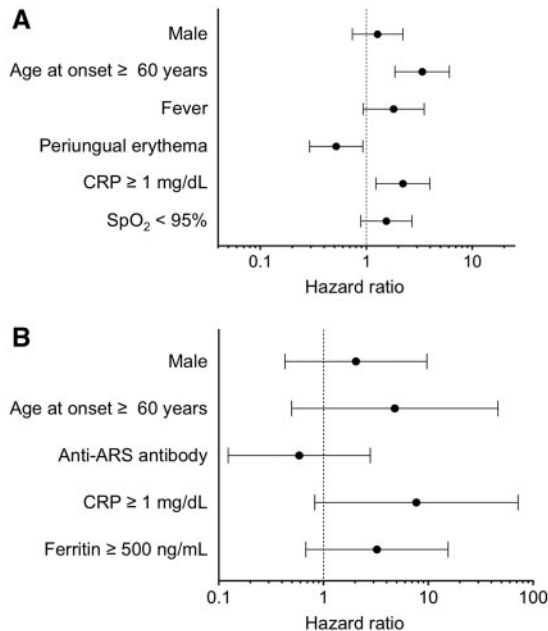 A
Male
Age at onset ≥ 60 years
Fever
Periungual erythema
CRP ≥ 1 mg/dL
SpO₂ < 95%
0.1 1 10
Hazard ratio
B
Male
Age at onset ≥ 60 years
Anti-ARS antibody
CRP ≥ 1 mg/dL
Ferritin ≥ 500 ng/mL
0.1 1 10 100
Hazard ratio